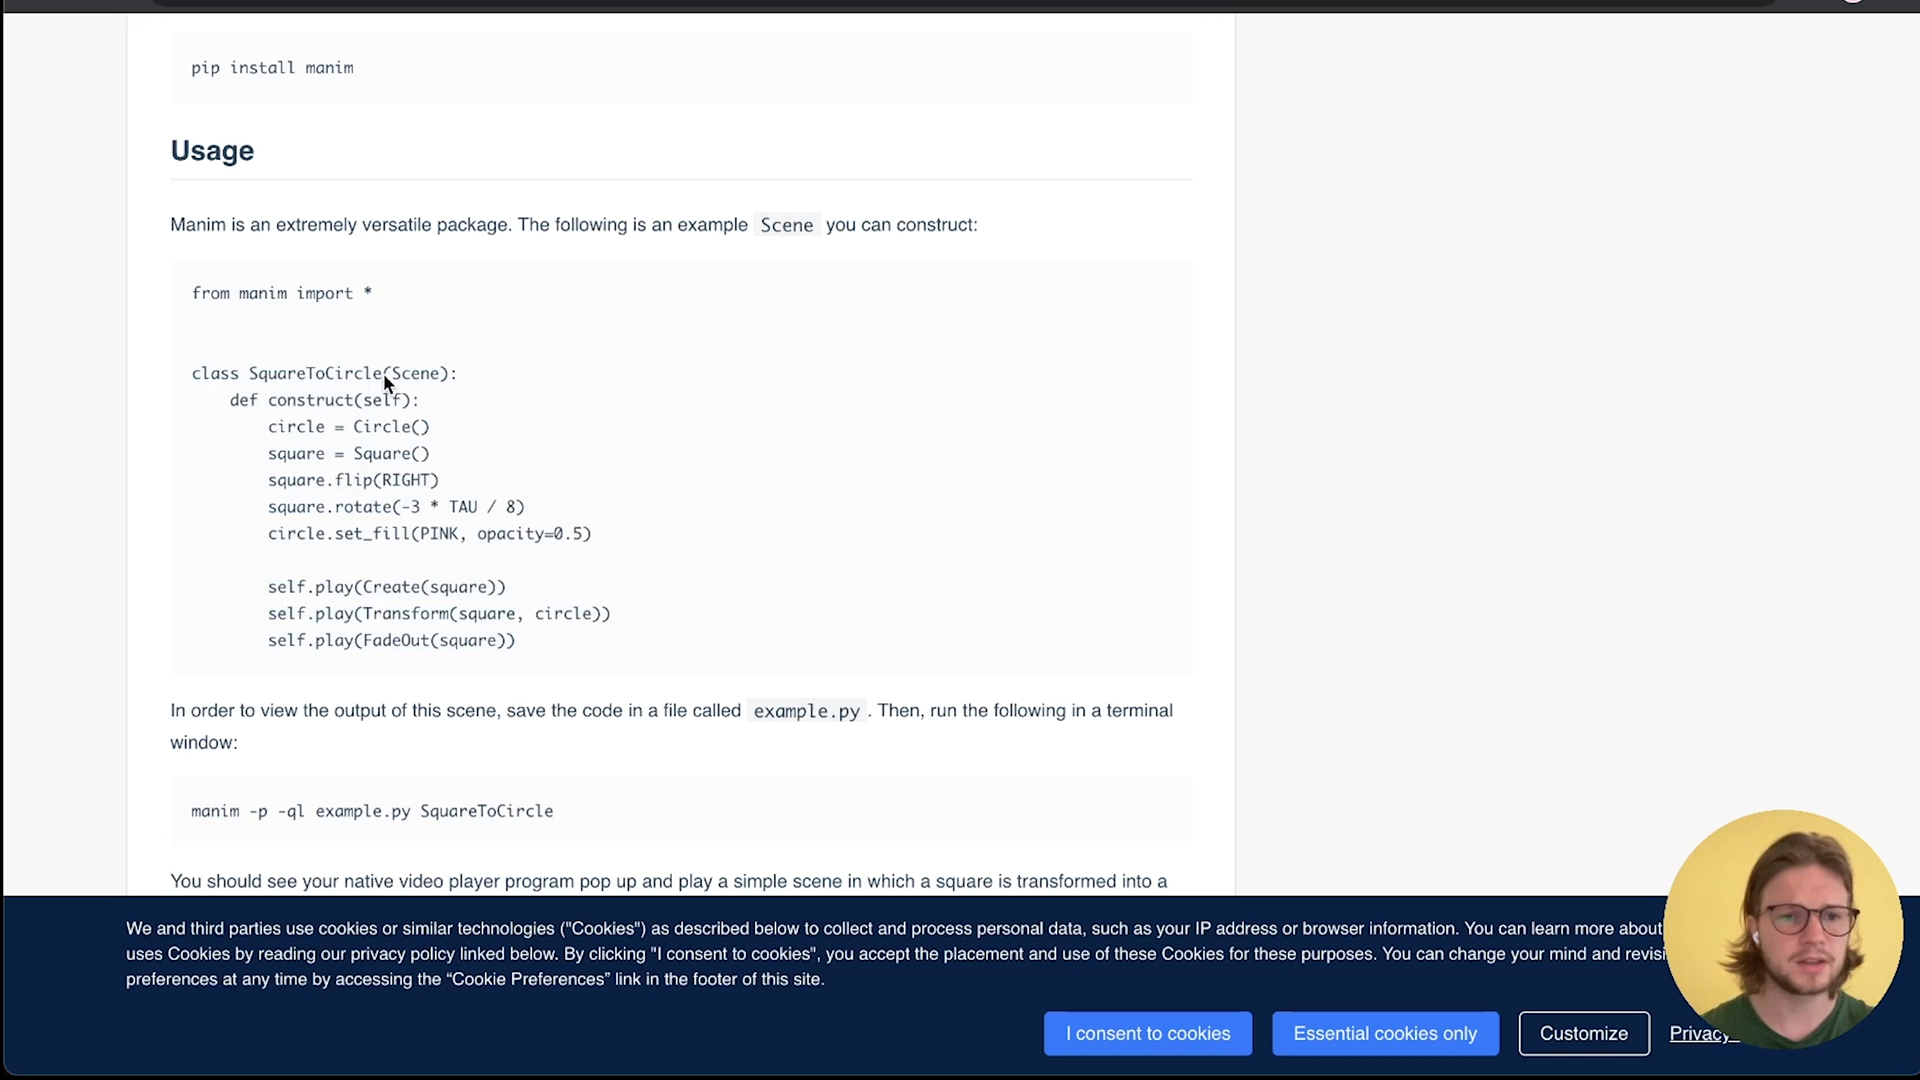 pip install manim
Usage
Manim is an extremely versatile package. The following is an example Scene you can construct:
from manim import *
class SquareToCircle(Scene):
    def construct(self):
        circle = Circle()
        square = Square()
        square.flip(RIGHT)
        square.rotate(-3 * TAU / 8)
        circle.set_fill(PINK, opacity=0.5)
        self.play(Create(square))
        self.play(Transform(square, circle))
        self.play(FadeOut(square))
In order to view the output of this scene, save the code in a file called example.py . Then, run the following in a terminal
window:
manim -p -ql example.py SquareToCircle
You should see your native video player program pop up and play a simple scene in which a square is transformed into a
We and third parties use cookies or similar technologies ("Cookies") as described below to collect and process personal data, such as your IP address or browser information. You can learn more about
uses Cookies by reading our privacy policy linked below. By clicking "I consent to cookies", you accept the placement and use of these Cookies for these purposes. You can change your mind and
preferences at any time by accessing the “Cookie Preferences” link in the footer of this site.
I consent to cookies Essential cookies only Customize Privacy